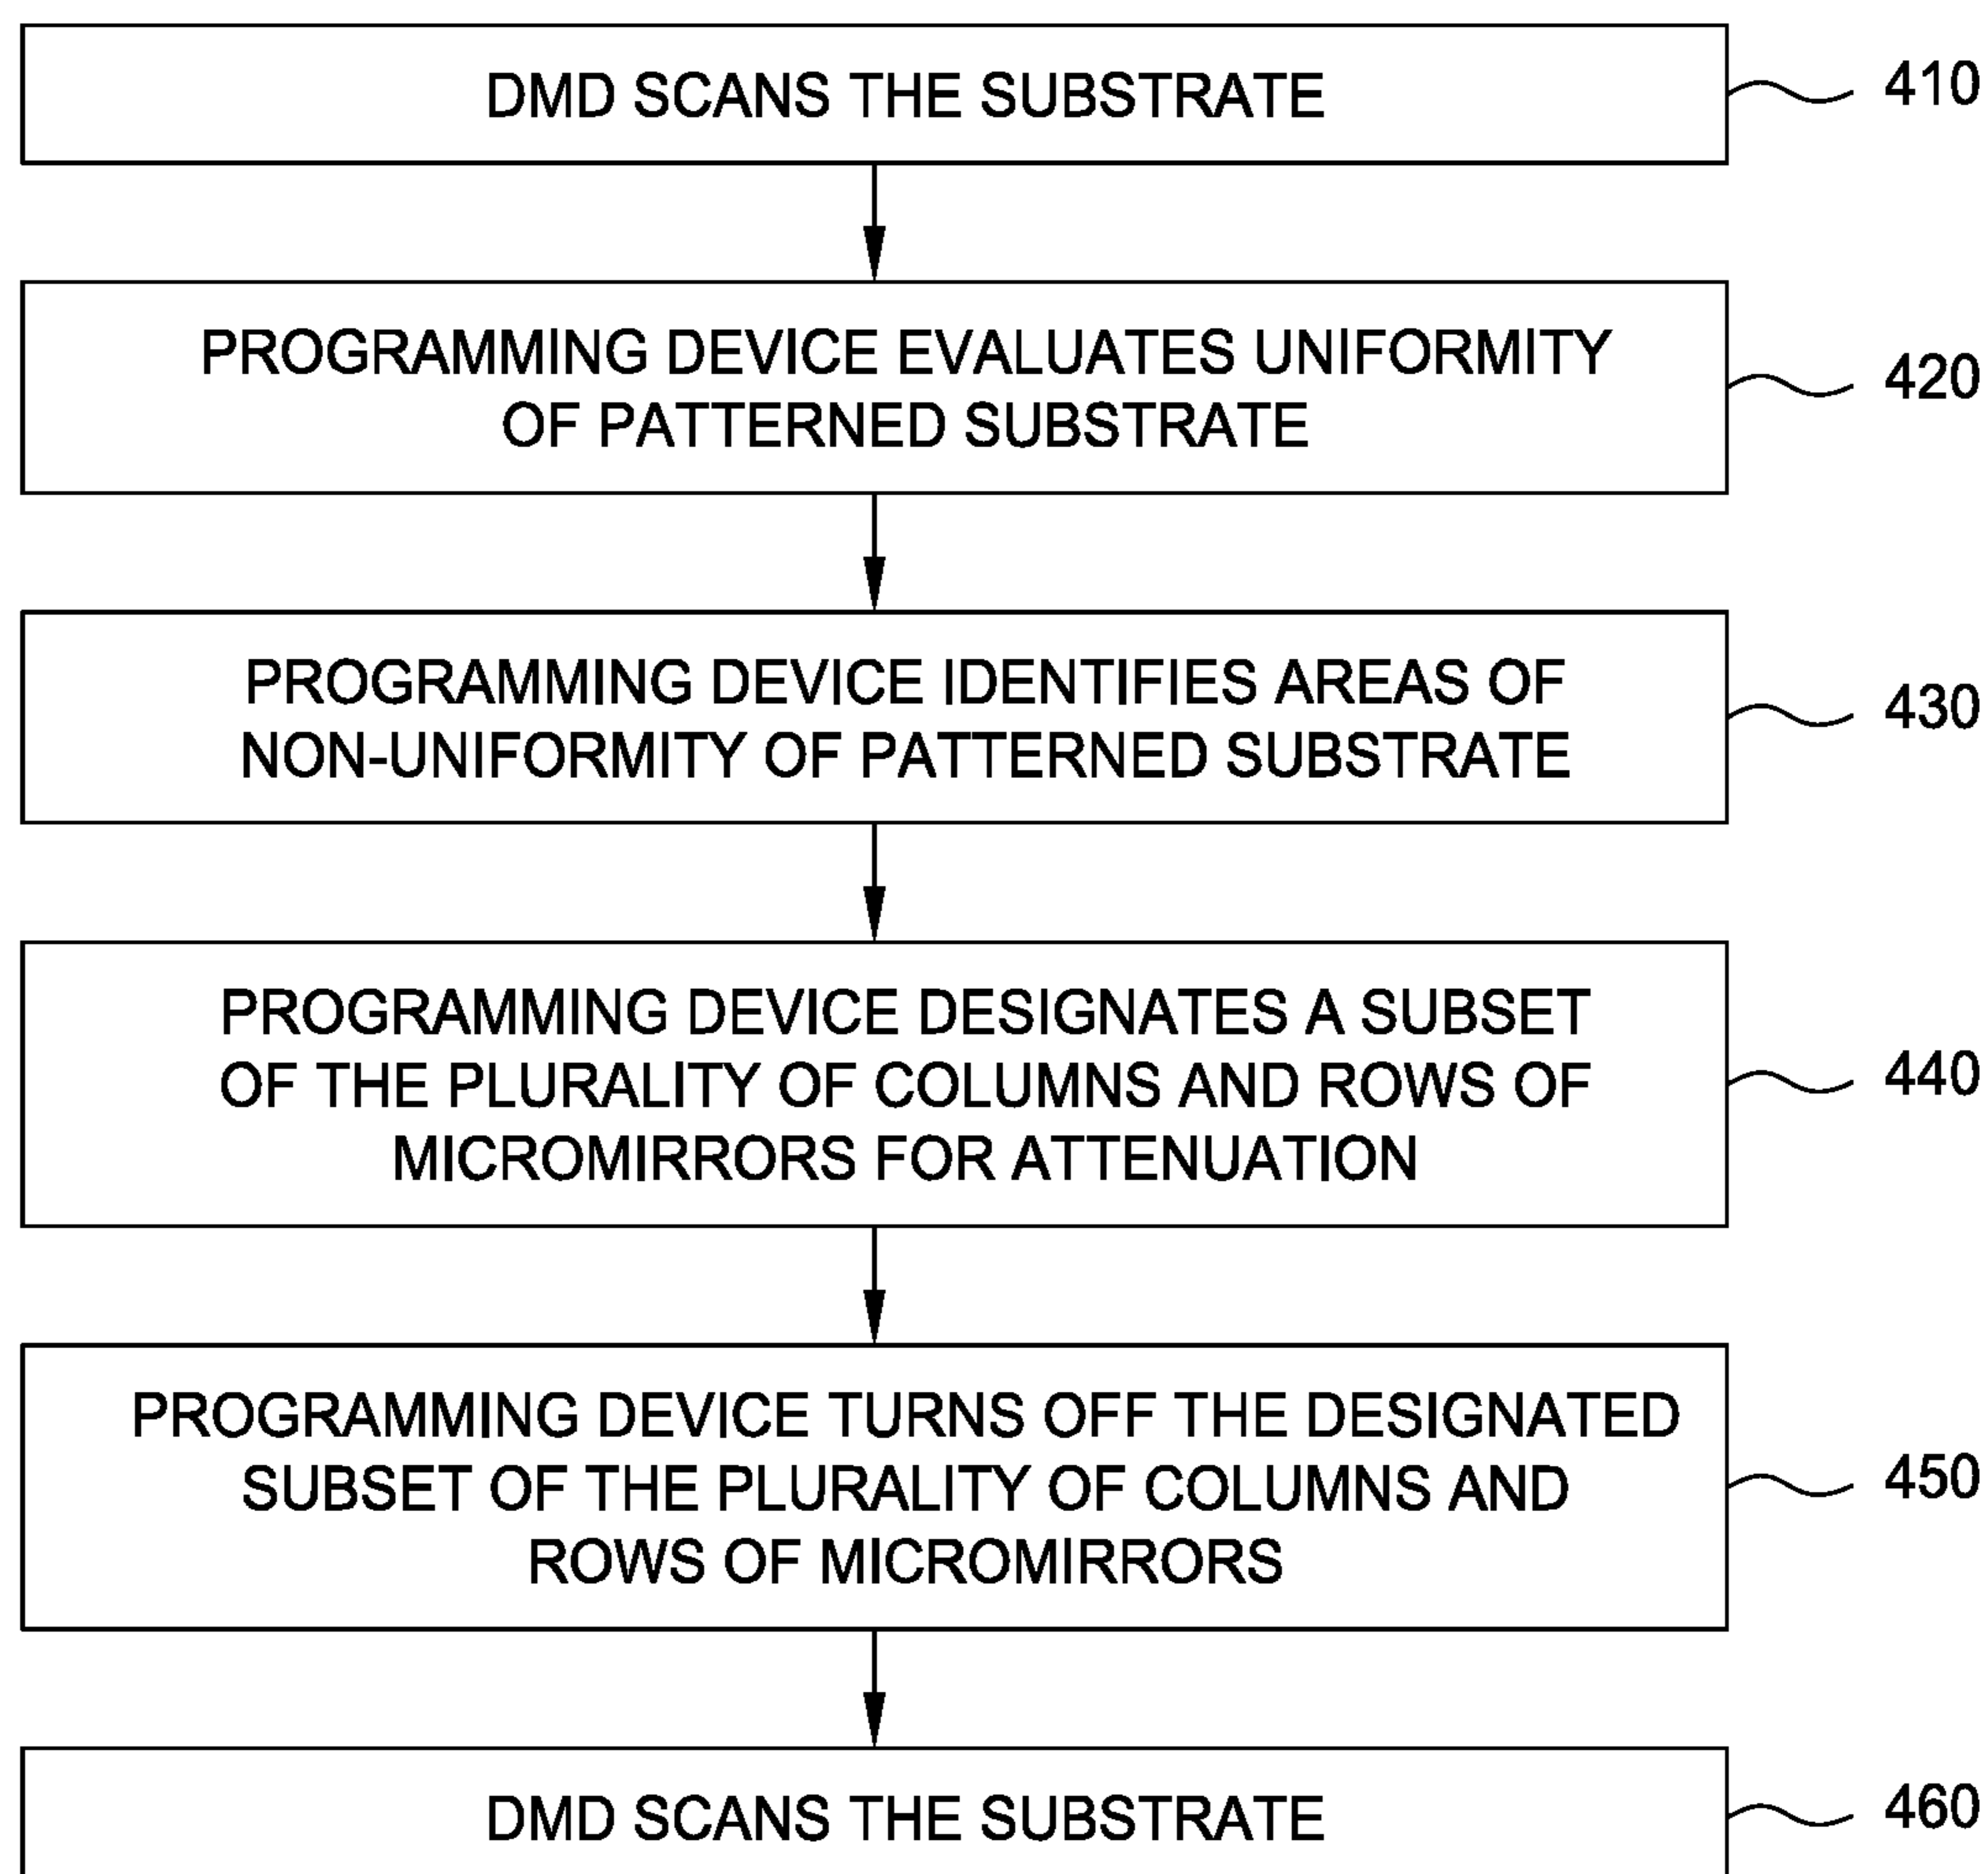 DMD SCANS THE SUBSTRATE
410
PROGRAMMING DEVICE EVALUATES UNIFORMITY
OF PATTERNED SUBSTRATE
420
PROGRAMMING DEVICE IDENTIFIES AREAS OF
NON-UNIFORMITY OF PATTERNED SUBSTRATE
430
PROGRAMMING DEVICE DESIGNATES A SUBSET
OF THE PLURALITY OF COLUMNS AND ROWS OF
MICROMIRRORS FOR ATTENUATION
440
PROGRAMMING DEVICE TURNS OFF THE DESIGNATED
SUBSET OF THE PLURALITY OF COLUMNS AND
ROWS OF MICROMIRRORS
450
DMD SCANS THE SUBSTRATE
460